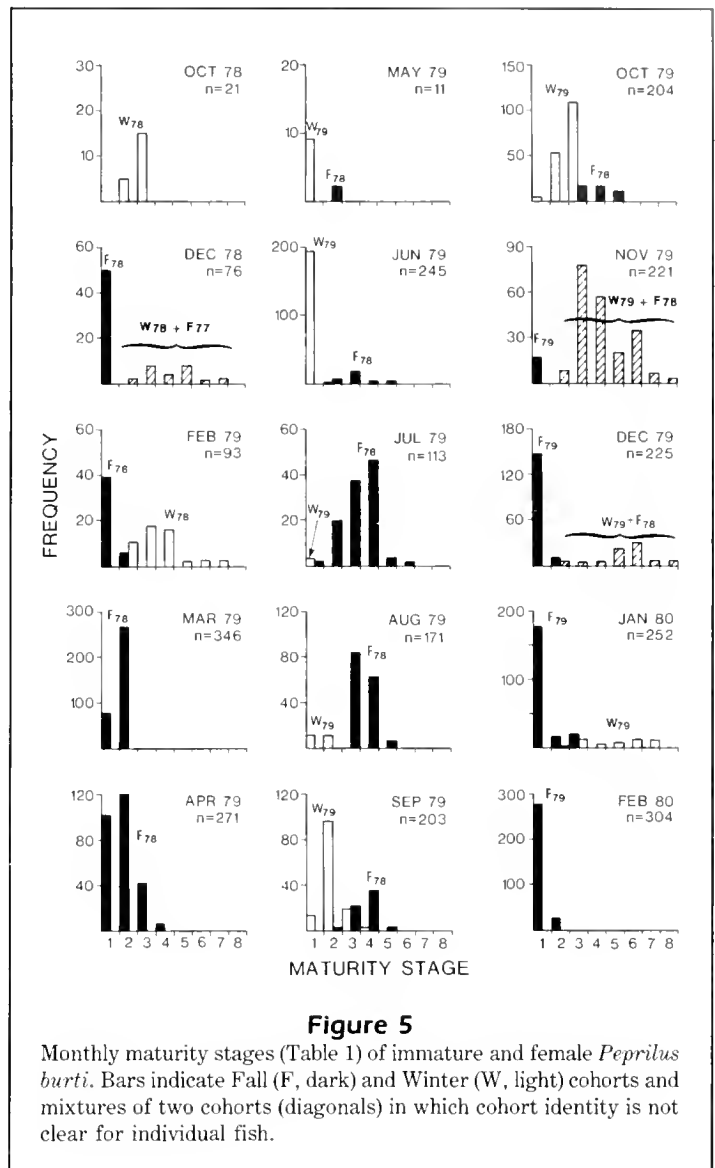 30
20
10
OCT 78
n=21
W78
20
10
MAY 79
n=11
W79
F78
150
100
50
OCT 79
n=204
W79
F78
60
40
20
DEC 78
n=76
F78
W78 + F77
200
100
JUN 79
n=245
W79
F78
90
60
30
NOV 79
n=221
W79 + F78
F79
FREQUENCY
60
40
20
FEB 79
n=93
F78
W78
60
40
20
JUL 79
n=113
F78
W79
180
120
60
DEC 79
n=225
F79
W79+F78
300
200
100
MAR 79
n=346
F78
120
80
40
AUG 79
n=171
F78
W79
200
100
JAN 80
n=252
F79
W79
120
80
40
APR 79
n=271
F78
1 2 3 4 5 6 7 8
120
80
40
SEP 79
n=203
W79
F78
1 2 3 4 5 6 7 8
300
200
100
FEB 80
n=304
F79
1 2 3 4 5 6 7 8
MATURITY STAGE
Figure 5
Monthly maturity stages (Table 1) of immature and female Peprilus
burti. Bars indicate Fall (F, dark) and Winter (W, light) cohorts and
mixtures of two cohorts (diagonals) in which cohort identity is not
clear for individual fish.